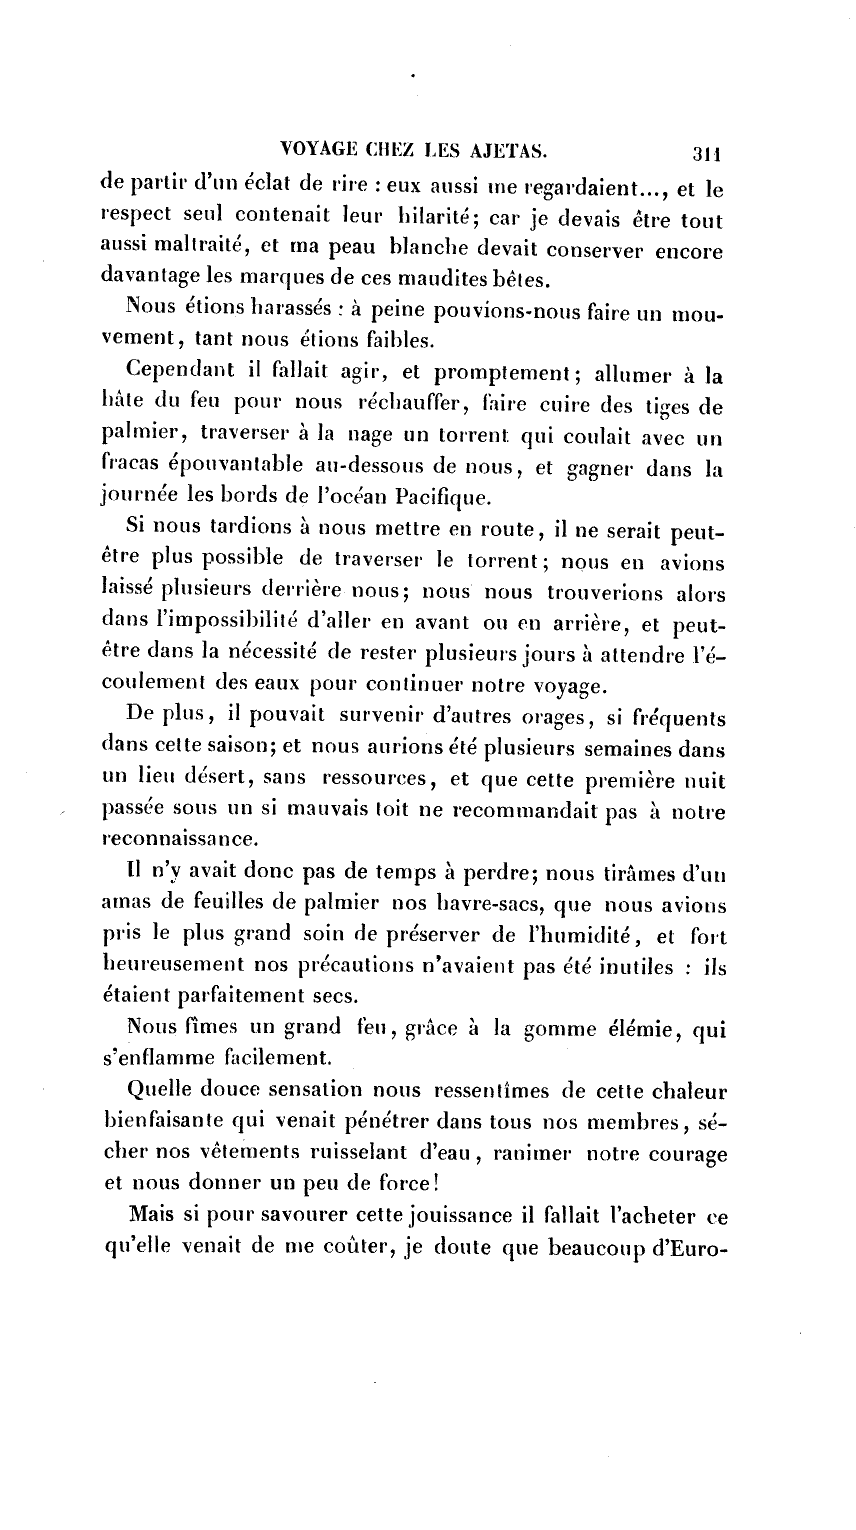 VOYAGE CHEZ LES AJETAS. 311
de partir d'un éclat de rire : eux aussi me regardaient..., et le
respect seul contenait leur hilarité; car je devais être tout
aussi maltraité, et ma peau blanche devait conserver encore
davantage les marques de ces maudites bêtes.
Nous étions harassés : à peine pouvions-nous faire un mou-
vement, tant nous étions faibles.
Cependant il fallait agir, et promptement; allumer à la
hâte du feu pour nous réchauffer, faire cuire des tiges de
palmier, traverser à la nage un torrent qui coulait avec un
fracas épouvantable au-dessous de nous, et gagner dans la
journée les bords de l'océan Pacifique.
Si nous tardions à nous mettre en route, il ne serait peut-
être plus possible de traverser le torrent; nous en avions
laissé plusieurs derrière nous; nous nous trouverions alors
dans l'impossibilité d'aller en avant ou en arrière, et peut-
être dans la nécessité de rester plusieurs jours à attendre l'é-
coulement des eaux pour continuer notre voyage.
De plus, il pouvait survenir d'autres orages, si fréquents
dans cette saison; et nous aurions été plusieurs semaines dans
un lieu désert, sans ressources, et que cette première nuit
passée sous un si mauvais toit ne recommandait pas à notre
reconnaissance.
Il n'y avait donc pas de temps à perdre; nous tirâmes d'un
amas de feuilles de palmier nos havre-sacs, que nous avions
pris le plus grand soin de préserver de l'humidité, et fort
heureusement nos précautions n'avaient pas été inutiles : ils
étaient parfaitement secs.
Nous fîmes un grand feu, grâce à la gomme élémie, qui
s'enflamme facilement.
Quelle douce sensation nous ressentîmes de cette chaleur
bienfaisante qui venait pénétrer dans tous nos membres, sé-
cher nos vêtements ruisselant d'eau, ranimer notre courage
et nous donner un peu de force!
Mais si pour savourer cette jouissance il fallait l'acheter ce
qu'elle venait de me coûter, je doute que beaucoup d'Euro-